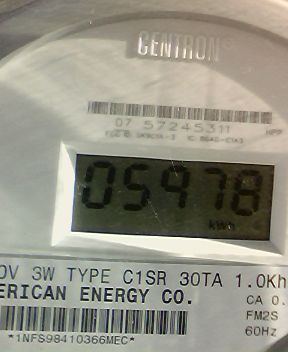 CENTRON
07 57245311
05978
kWh
0V 3W TYPE C1SR 30TA 1.0Kh
ERICAN ENERGY CO. CA 0.
FM2S
*1NFS98410366MEC* 60Hz